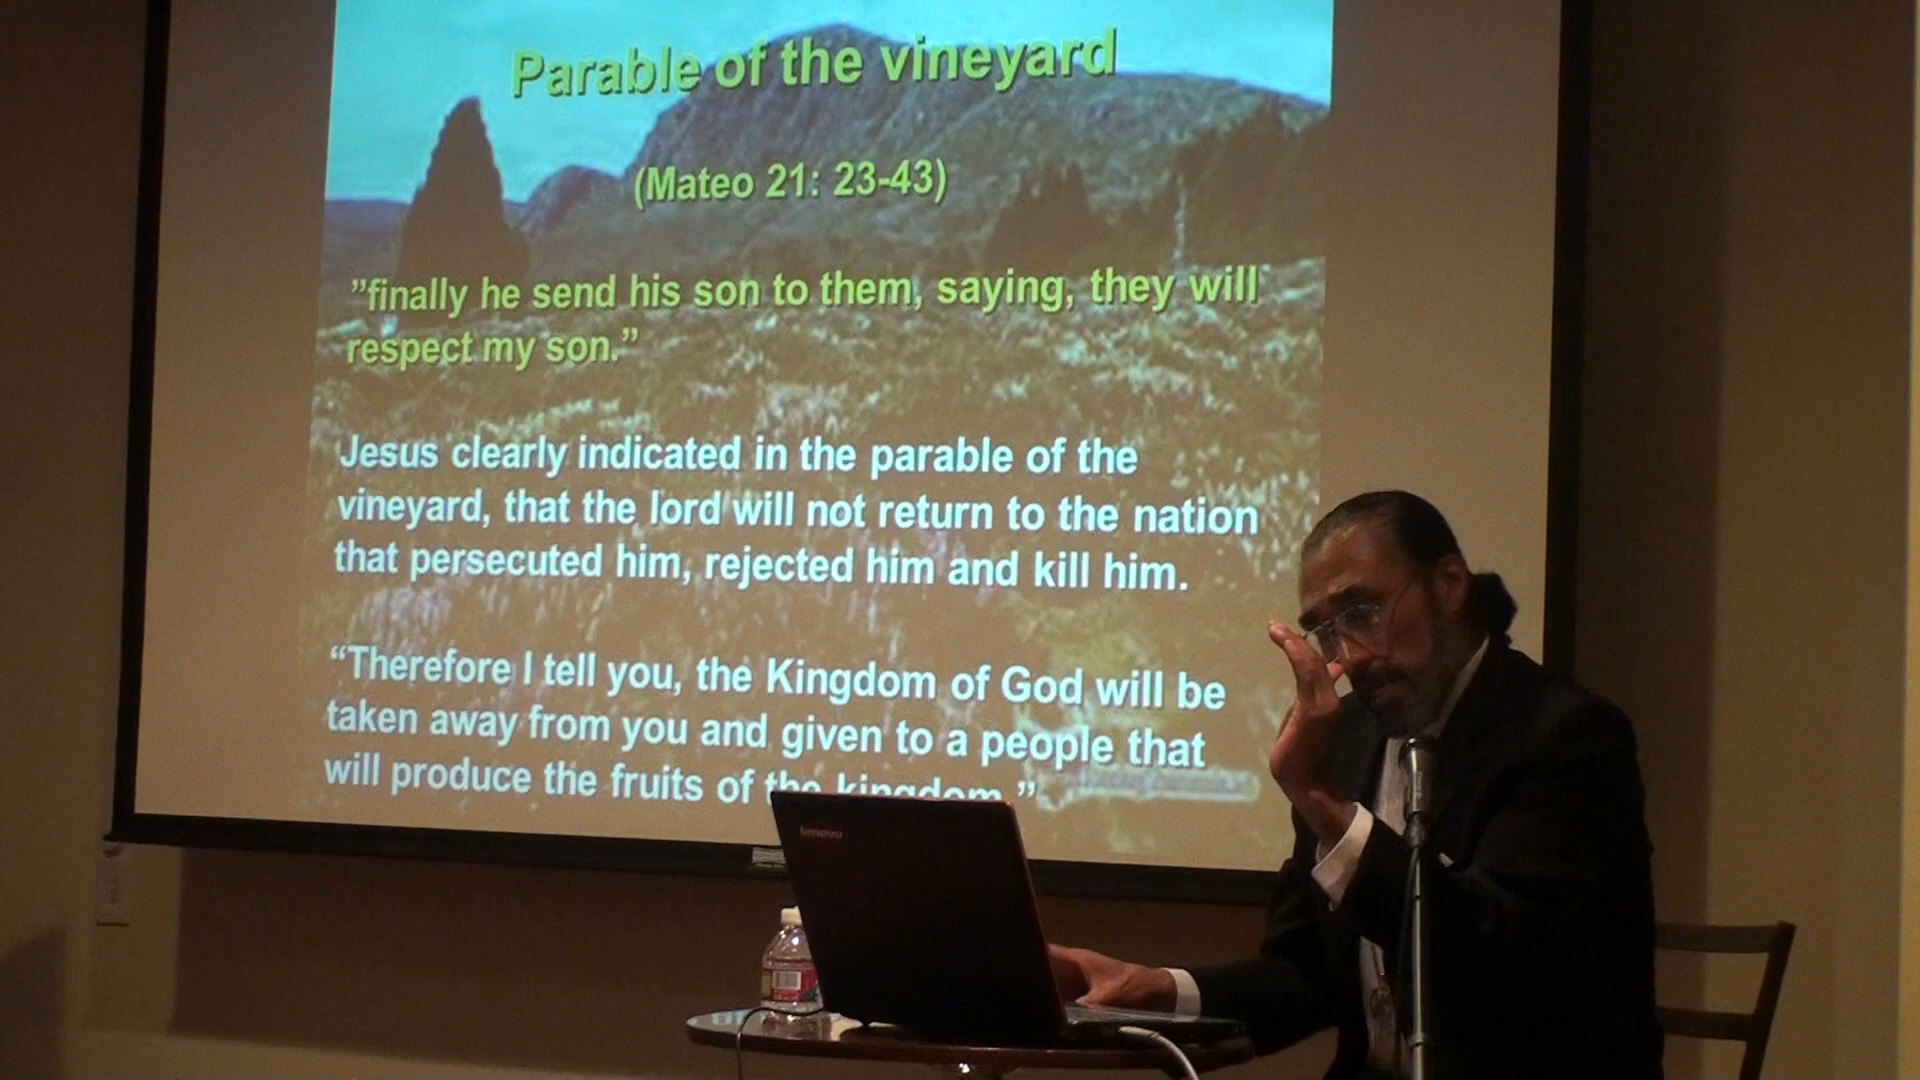 Parable of the vineyard
(Mateo 21: 23-43)
”finally he send his son to them, saying, they will
respect my son.”
Jesus clearly indicated in the parable of the
vineyard, that the lord will not return to the nation
that persecuted him, rejected him and kill him.
“Therefore I tell you, the Kingdom of God will be
taken away from you and given to a people that
will produce the fruits of the kingdom.”
lenovo